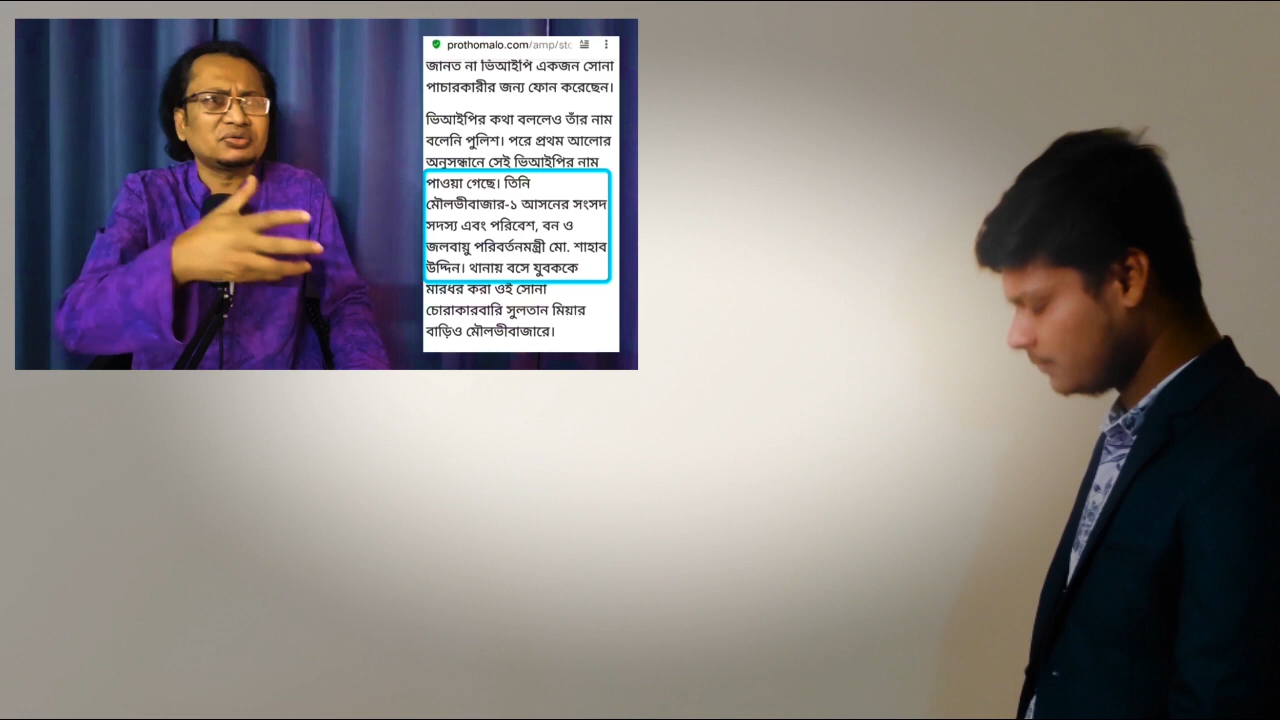 prothomalo.com/amp/stc
জানত না ভিআইপি একজন সোনা
পাচারকারীর জন্য ফোন করেছেন।
ভিআইপির কথা বললেও তাঁর নাম
বলেনি পুলিশ। পরে প্রথম আলোর
অনুসন্ধানে সেই ভিআইপির নাম
পাওয়া গেছে। তিনি
মৌলভীবাজার-১ আসনের সংসদ
সদস্য এবং পরিবেশ, বন ও
জলবায়ু পরিবর্তনমন্ত্রী মো. শাহাব
উদ্দিন। থানায় বসে যুবককে
মারধর করা ওই সোনা
চোরাকারবারি সুলতান মিয়ার
বাড়িও মৌলভীবাজারে।